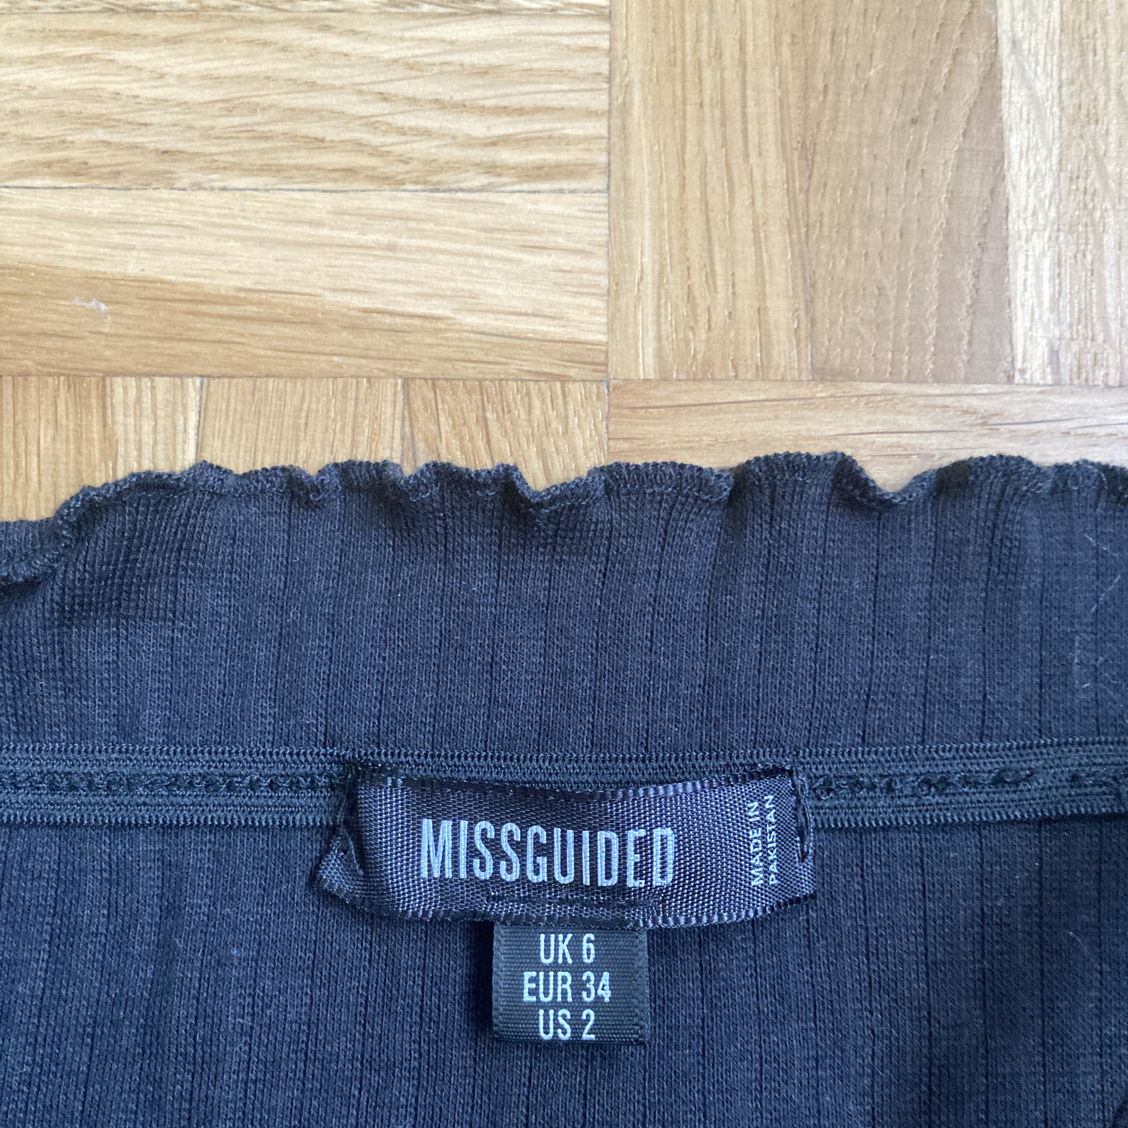 MISSGUIDED
MADE IN
PAKISTAN
UK 6
EUR 34
US 2